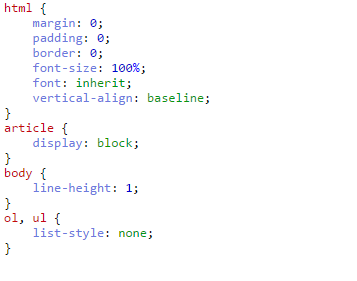 html {
    margin: 0;
    padding: 0;
    border: 0;
    font-size: 100%;
    font: inherit;
    vertical-align: baseline;
}
article {
    display: block;
}
body {
    line-height: 1;
}
ol, ul {
    list-style: none;
}